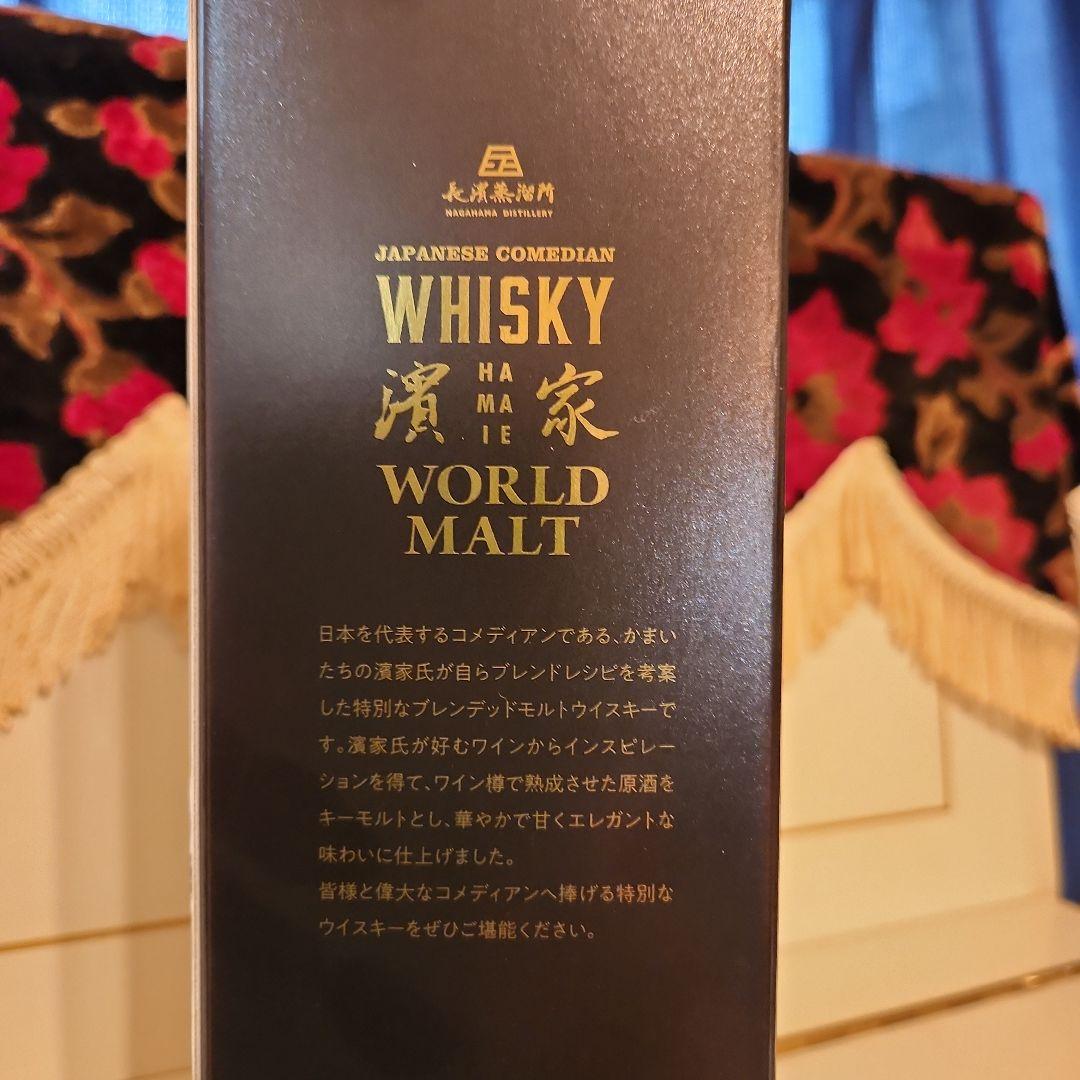 長濱蒸溜所
NAGAHAMA DISTILLERY
JAPANESE COMEDIAN
WHISKY
濱 HAMAIE 家
WORLD
MALT
日本を代表するコメディアンである、かまい
たちの濱家氏が自らブレンドレシピを考案
した特別なブレンデッドモルトウイスキーで
す。濱家氏が好むワインからインスピレー
ションを得て、ワイン樽で熟成させた原酒を
キーモルトとし、華やかで甘くエレガントな
味わいに仕上げました。
皆様と偉大なコメディアンへ捧げる特別な
ウイスキーをぜひご堪能ください。